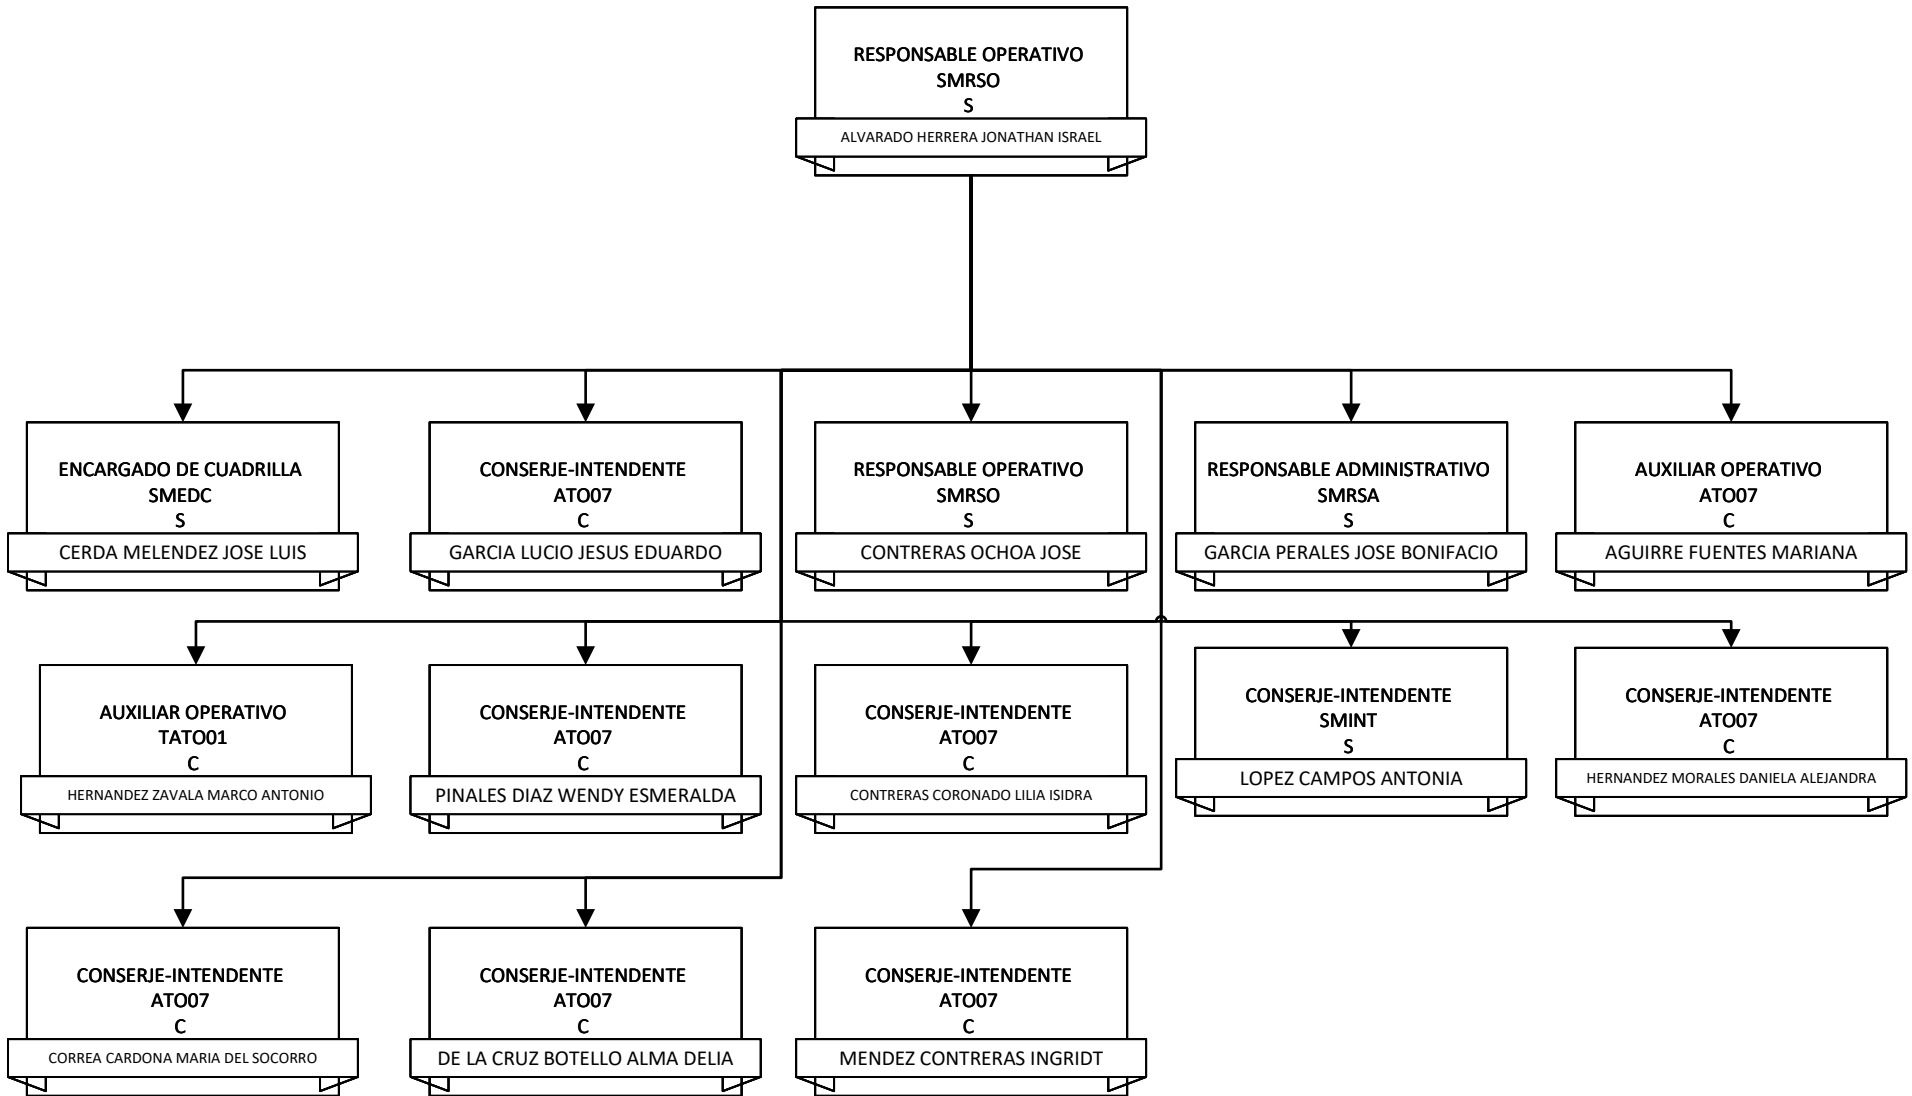 RESPONSABLE OPERATIVO
SMRSO
S
ALVARADO HERRERA JONATHAN ISRAEL
ENCARGADO DE CUADRILLA
SMEDC
S
CERDA MELENDEZ JOSE LUIS
CONSERJE-INTENDENTE
ATO07
C
GARCIA LUCIO JESUS EDUARDO
RESPONSABLE OPERATIVO
SMRSO
S
CONTRERAS OCHOA JOSE
RESPONSABLE ADMINISTRATIVO
SMRSA
S
GARCIA PERALES JOSE BONIFACIO
AUXILIAR OPERATIVO
ATO07
C
AGUIRRE FUENTES MARIANA
AUXILIAR OPERATIVO
TATO01
C
HERNANDEZ ZAVALA MARCO ANTONIO
CONSERJE-INTENDENTE
ATO07
C
PINALES DIAZ WENDY ESMERALDA
CONSERJE-INTENDENTE
ATO07
C
CONTRERAS CORONADO LILIA ISIDRA
CONSERJE-INTENDENTE
SMINT
S
LOPEZ CAMPOS ANTONIA
CONSERJE-INTENDENTE
ATO07
C
HERNANDEZ MORALES DANIELA ALEJANDRA
CONSERJE-INTENDENTE
ATO07
C
CORREA CARDONA MARIA DEL SOCORRO
CONSERJE-INTENDENTE
ATO07
C
DE LA CRUZ BOTELLO ALMA DELIA
CONSERJE-INTENDENTE
ATO07
C
MENDEZ CONTRERAS INGRIDT